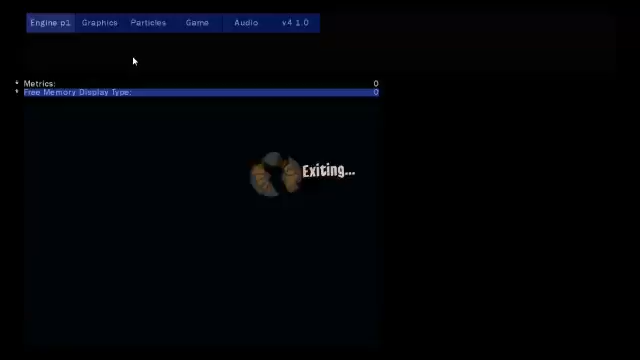 Engine p1 Graphics Particles Game Audio v4 1.0
* Metrics: 0
* Free Memory Display Type: 0
Exiting...